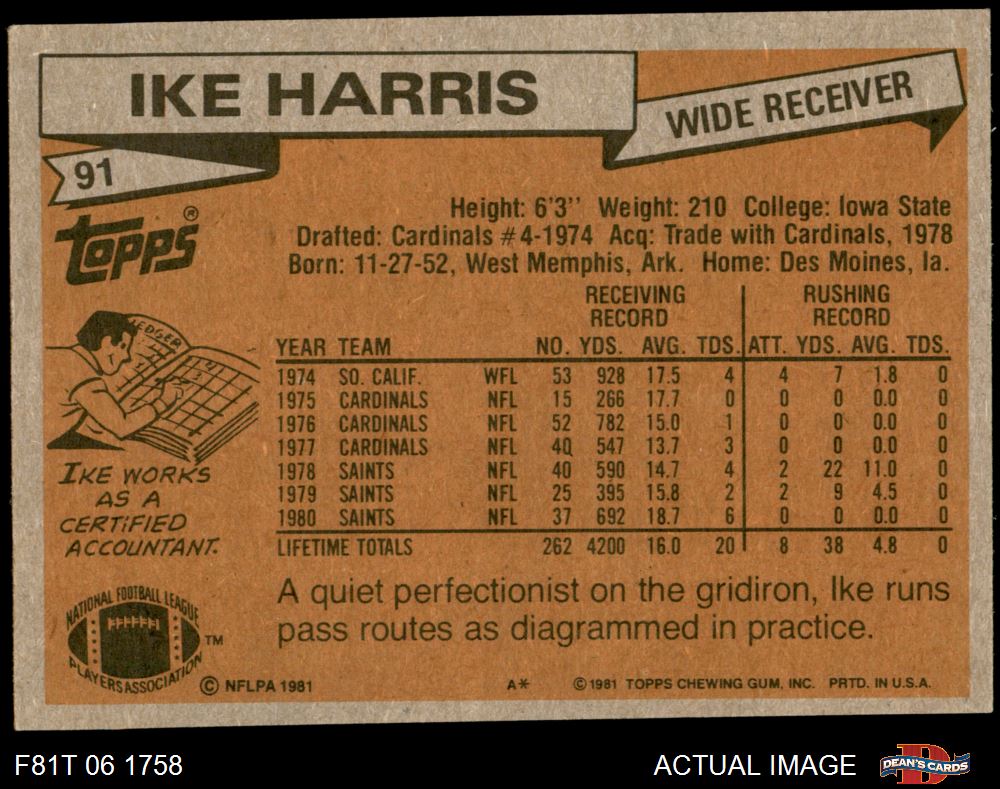 IKE HARRIS
WIDE RECEIVER
91
TOPPS®
Height: 6'3'' Weight: 210 College: Iowa State
Drafted: Cardinals #4-1974 Acq: Trade with Cardinals, 1978
Born: 11-27-52, West Memphis, Ark. Home: Des Moines, Ia.
RECEIVING RECORD RUSHING RECORD
YEAR TEAM NO. YDS. AVG. TDS. ATT. YDS. AVG. TDS.
1974 SO. CALIF. WFL 53 928 17.5 4 4 7 1.8 0
1975 CARDINALS NFL 15 266 17.7 0 0 0 0.0 0
1976 CARDINALS NFL 52 782 15.0 1 0 0 0.0 0
1977 CARDINALS NFL 40 547 13.7 3 0 0 0.0 0
1978 SAINTS NFL 40 590 14.7 4 2 22 11.0 0
1979 SAINTS NFL 25 395 15.8 2 2 9 4.5 0
1980 SAINTS NFL 37 692 18.7 6 0 0 0.0 0
LIFETIME TOTALS 262 4200 16.0 20 8 38 4.8 0
LEDGER
IKE WORKS
AS A
CERTIFIED
ACCOUNTANT.
A quiet perfectionist on the gridiron, Ike runs
pass routes as diagrammed in practice.
NATIONAL FOOTBALL LEAGUE
PLAYERS ASSOCIATION
TM
© NFLPA 1981
A* © 1981 TOPPS CHEWING GUM, INC. PRTD. IN U.S.A.
F81T 06 1758
ACTUAL IMAGE
DEAN'S CARDS